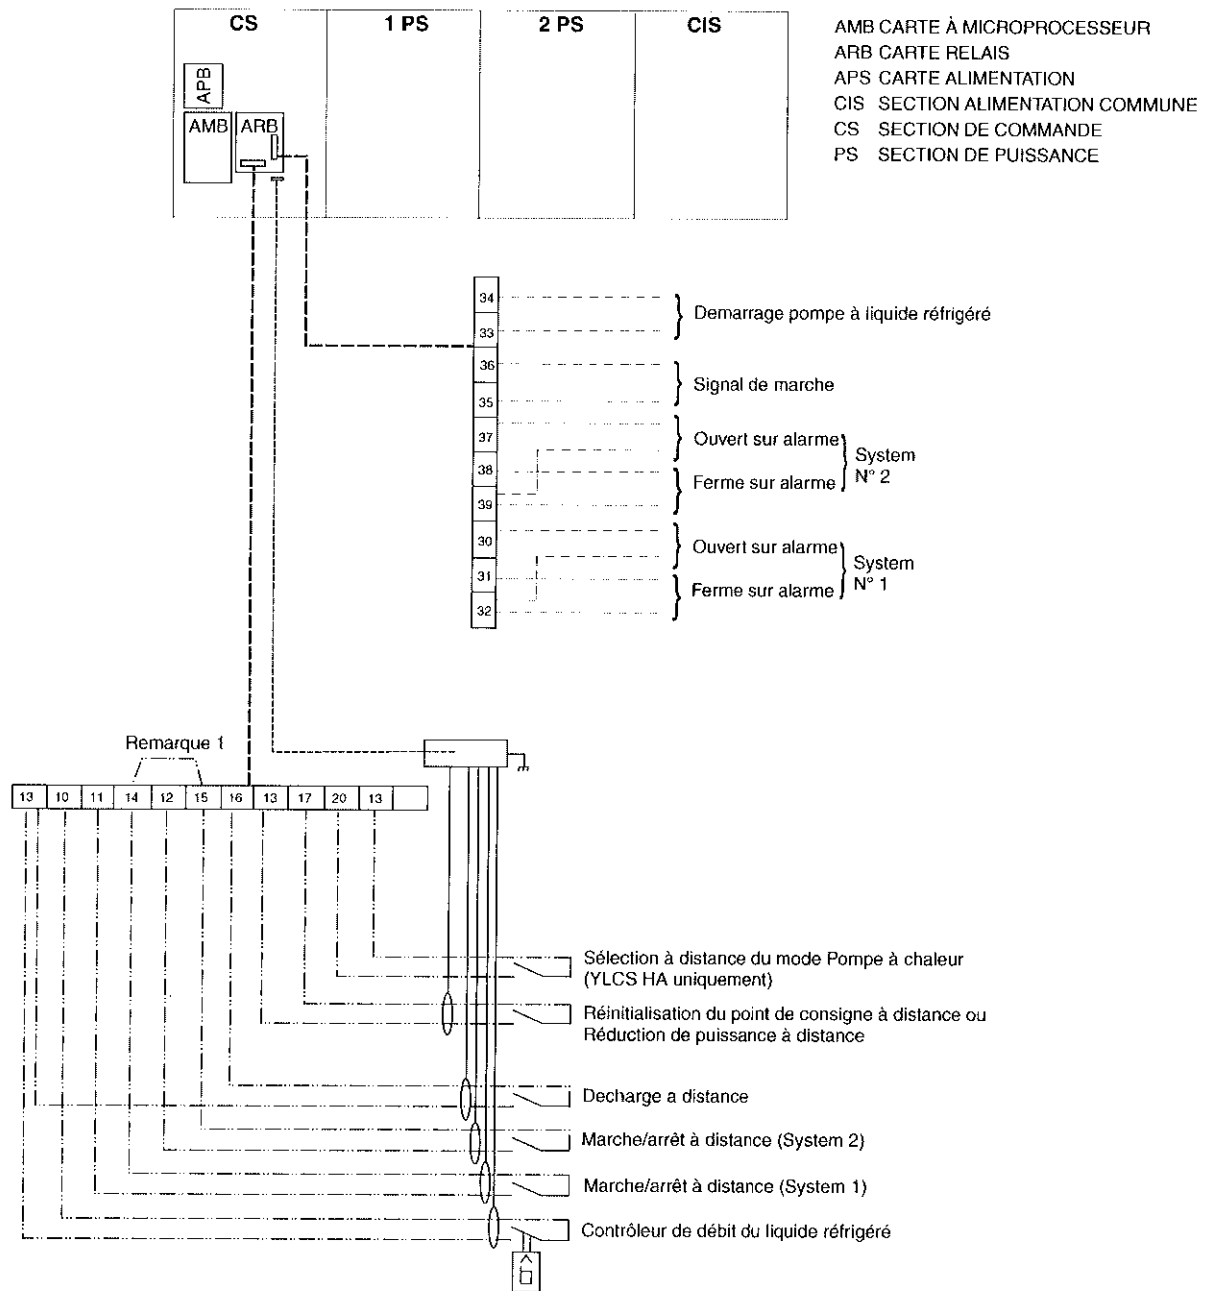 CS 1 PS 2 PS CIS
APB
AMB ARB
AMB CARTE À MICROPROCESSEUR
ARB CARTE RELAIS
APS CARTE ALIMENTATION
CIS SECTION ALIMENTATION COMMUNE
CS SECTION DE COMMANDE
PS SECTION DE PUISSANCE
34
33
36
35
37
38
39
30
31
32
Demarrage pompe à liquide réfrigéré
Signal de marche
Ouvert sur alarme
Ferme sur alarme
System
N° 2
Ouvert sur alarme
Ferme sur alarme
System
N° 1
Remarque 1
13 10 11 14 12 15 16 13 17 20 13
Sélection à distance du mode Pompe à chaleur
(YLCS HA uniquement)
Réinitialisation du point de consigne à distance ou
Réduction de puissance à distance
Decharge a distance
Marche/arrêt à distance (System 2)
Marche/arrêt à distance (System 1)
Contrôleur de débit du liquide réfrigéré